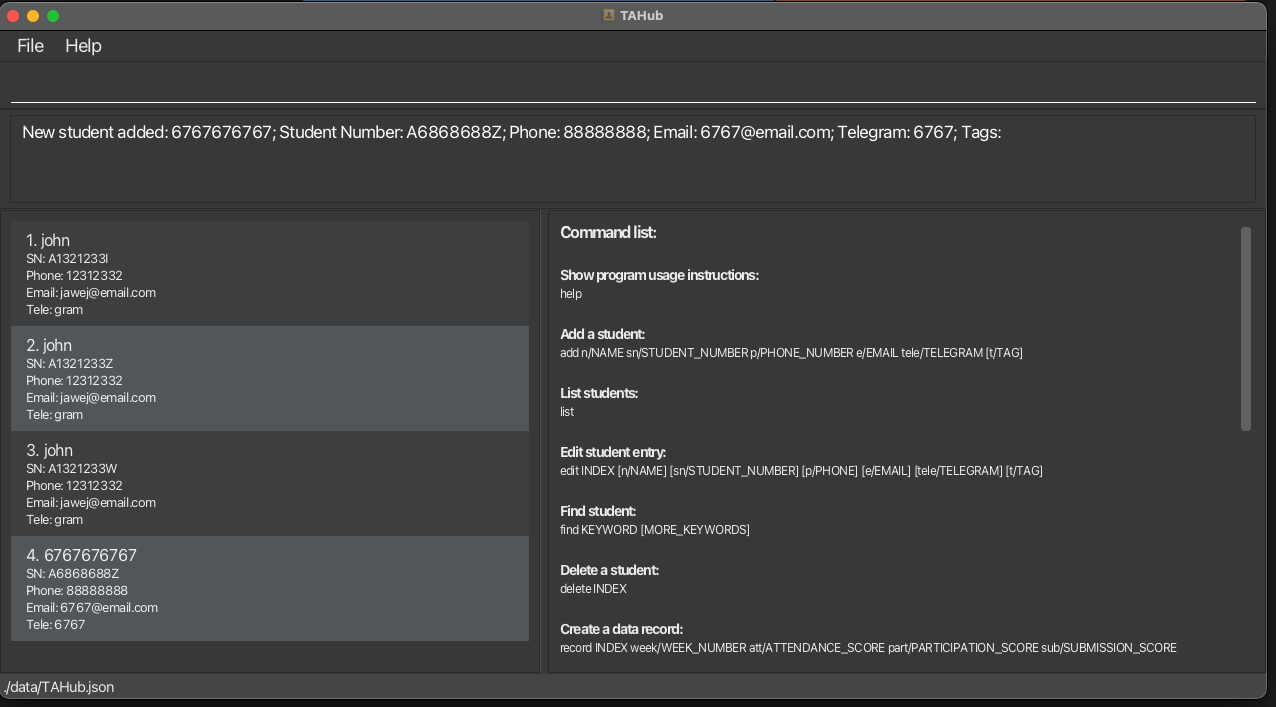 TAHub
File Help
New student added: 6767676767; Student Number: A6868688Z; Phone: 88888888; Email: 6767@email.com; Telegram: 6767; Tags:
1. john
SN: A1321233I
Phone: 12312332
Email: jawej@email.com
Tele: gram
2. john
SN: A1321233Z
Phone: 12312332
Email: jawej@email.com
Tele: gram
3. john
SN: A1321233W
Phone: 12312332
Email: jawej@email.com
Tele: gram
4. 6767676767
SN: A6868688Z
Phone: 88888888
Email: 6767@email.com
Tele: 6767
Command list:
Show program usage instructions:
help
Add a student:
add n/NAME sn/STUDENT_NUMBER p/PHONE_NUMBER e/EMAIL tele/TELEGRAM [t/TAG]
List students:
list
Edit student entry:
edit INDEX [n/NAME] [sn/STUDENT_NUMBER] [p/PHONE] [e/EMAIL] [tele/TELEGRAM] [t/TAG]
Find student:
find KEYWORD [MORE_KEYWORDS]
Delete a student:
delete INDEX
Create a data record:
record INDEX week/WEEK_NUMBER att/ATTENDANCE_SCORE part/PARTICIPATION_SCORE sub/SUBMISSION_SCORE
./data/TAHub.json